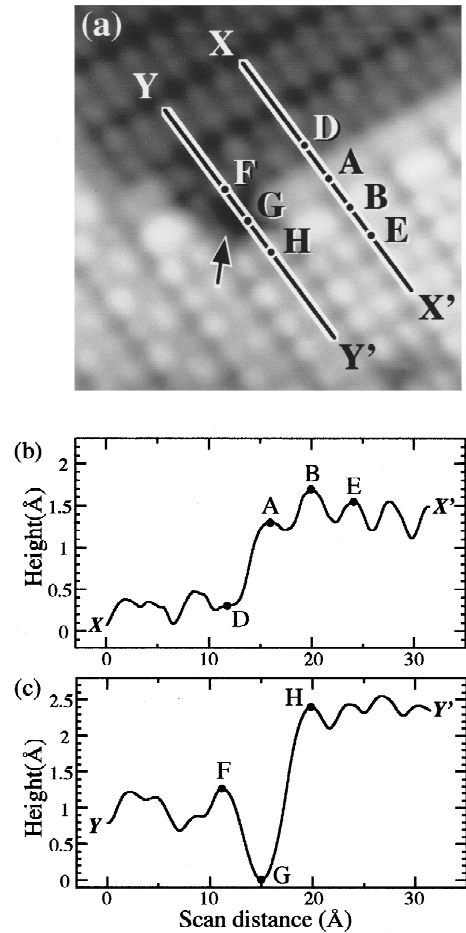 (a)
X
Y
D
A
F
B
G
E
H
X'
Y'
(b)
Height(Å)
2
1.5
1
0.5
0
X
D
A
B
E
X'
0 10 20 30
(c)
Height(Å)
2.5
2
1.5
1
0.5
0
Y
F
G
H
Y'
0 10 20 30
Scan distance (Å)